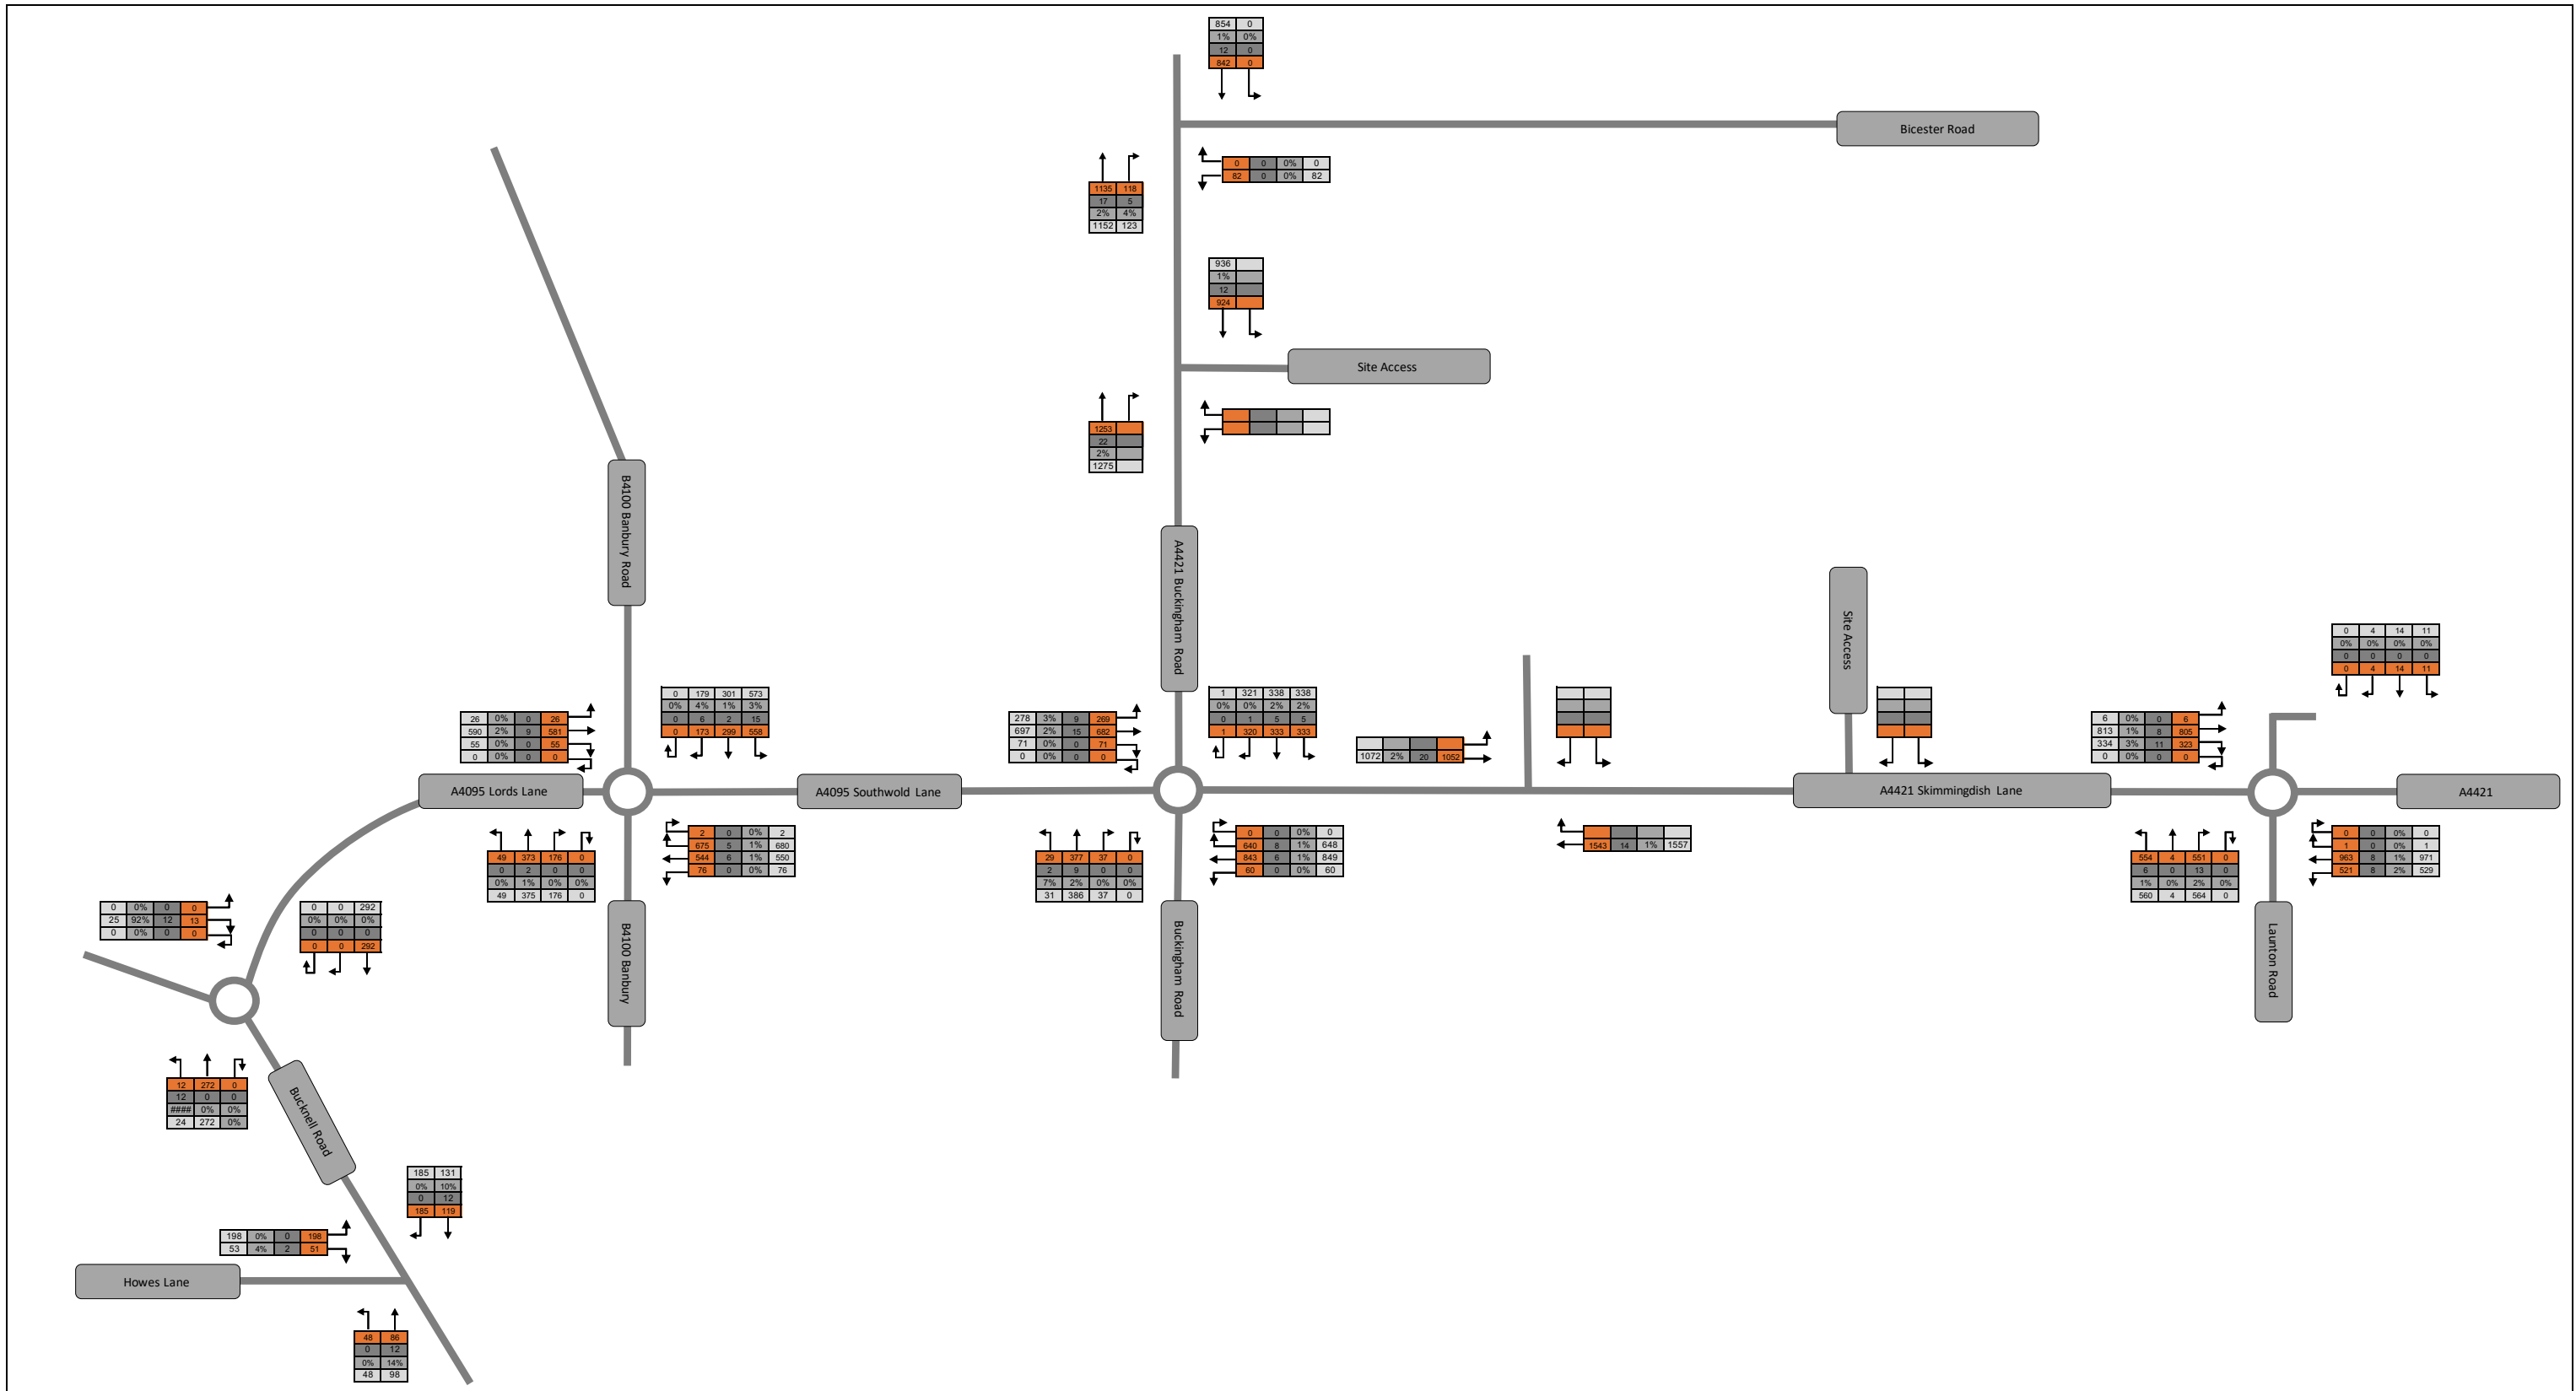 854 0
1% 0%
12 0
842 0
Bicester Road
0 0 0% 0
82 0 0% 82
1135 118
17 5
2% 4%
1152 123
936
1%
12
924
Site Access
1253
22
2%
1275
B4100 Banbury Road
A4421 Buckingham Road
Site Access
0 4 14 11
0% 0% 0% 0%
0 0 0 0
0 4 14 11
26 0% 0 26
590 2% 9 581
55 0% 0 55
0 0% 0 0
0 179 301 573
0% 4% 1% 3%
0 6 2 15
0 173 299 558
278 3% 9 269
697 2% 15 682
71 0% 0 71
0 0% 0 0
1 321 338 338
0% 0% 2% 2%
0 1 5 5
1 320 333 333
1072 2% 20 1052
6 0% 0 6
813 1% 8 805
334 3% 11 323
0 0% 0 0
A4095 Lords Lane
A4095 Southwold Lane
A4421 Skimmingdish Lane
A4421
49 373 176 0
0 2 0 0
0% 1% 0% 0%
49 375 176 0
2 0 0% 2
675 5 1% 680
544 6 1% 550
76 0 0% 76
29 377 37 0
2 9 0 0
7% 2% 0% 0%
31 386 37 0
0 0 0% 0
640 8 1% 648
843 6 1% 849
60 0 0% 60
1543 14 1% 1557
554 4 551 0
6 0 13 0
1% 0% 2% 0%
560 4 564 0
0 0 0% 0
1 0 0% 1
963 8 1% 971
521 8 2% 529
0 0% 0 0
25 92% 12 13
0 0% 0 0
0 0 292
0% 0% 0%
0 0 0
0 0 292
B4100 Banbury
Buckingham Road
Launton Road
12 272 0
12 0 0
#### 0% 0%
24 272 0%
Bucknell Road
185 131
0% 10%
0 12
185 119
198 0% 0 198
53 4% 2 51
Howes Lane
48 86
0 12
0% 14%
48 98